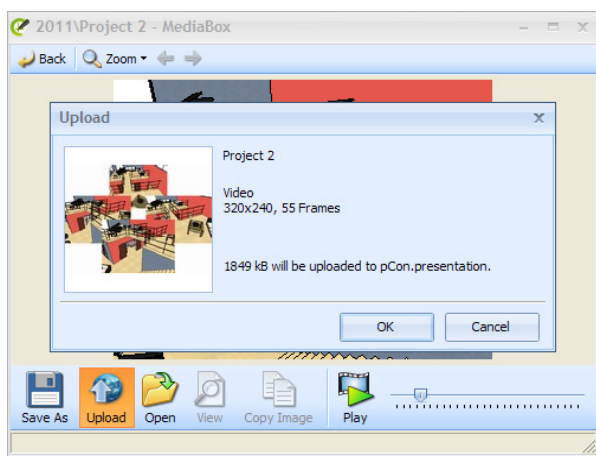 2011\Project 2 - MediaBox
Back Zoom
Upload
Project 2
Video
320x240, 55 Frames
1849 kB will be uploaded to pCon.presentation.
OK Cancel
Save As Upload Open View Copy Image Play